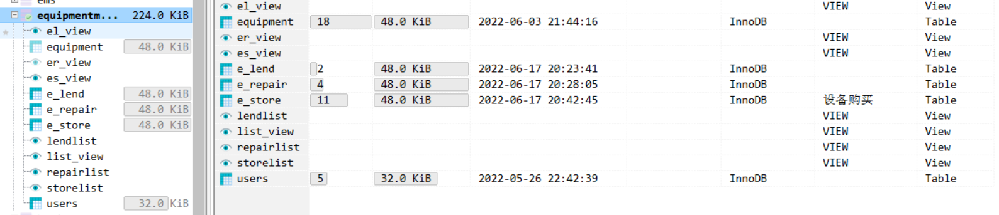 ems
equipmentm... 224.0 KiB
el_view
equipment 48.0 KiB
er_view
es_view
e_lend 48.0 KiB
e_repair 48.0 KiB
e_store 48.0 KiB
lendlist
list_view
repairlist
storelist
users 32.0 KiB
el_view VIEW View
equipment 18 48.0 KiB 2022-06-03 21:44:16 InnoDB Table
er_view VIEW View
es_view VIEW View
e_lend 2 48.0 KiB 2022-06-17 20:23:41 InnoDB Table
e_repair 4 48.0 KiB 2022-06-17 20:28:05 InnoDB Table
e_store 11 48.0 KiB 2022-06-17 20:42:45 InnoDB 设备购买 Table
lendlist VIEW View
list_view VIEW View
repairlist VIEW View
storelist VIEW View
users 5 32.0 KiB 2022-05-26 22:42:39 InnoDB Table